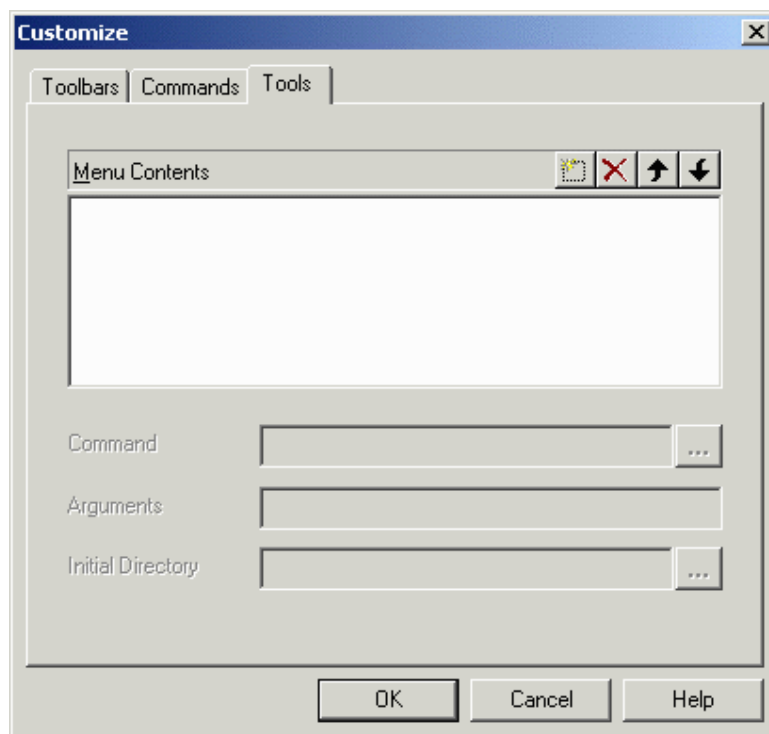 Customize
Toolbars Commands Tools
Menu Contents
Command ...
Arguments
Initial Directory ...
OK Cancel Help